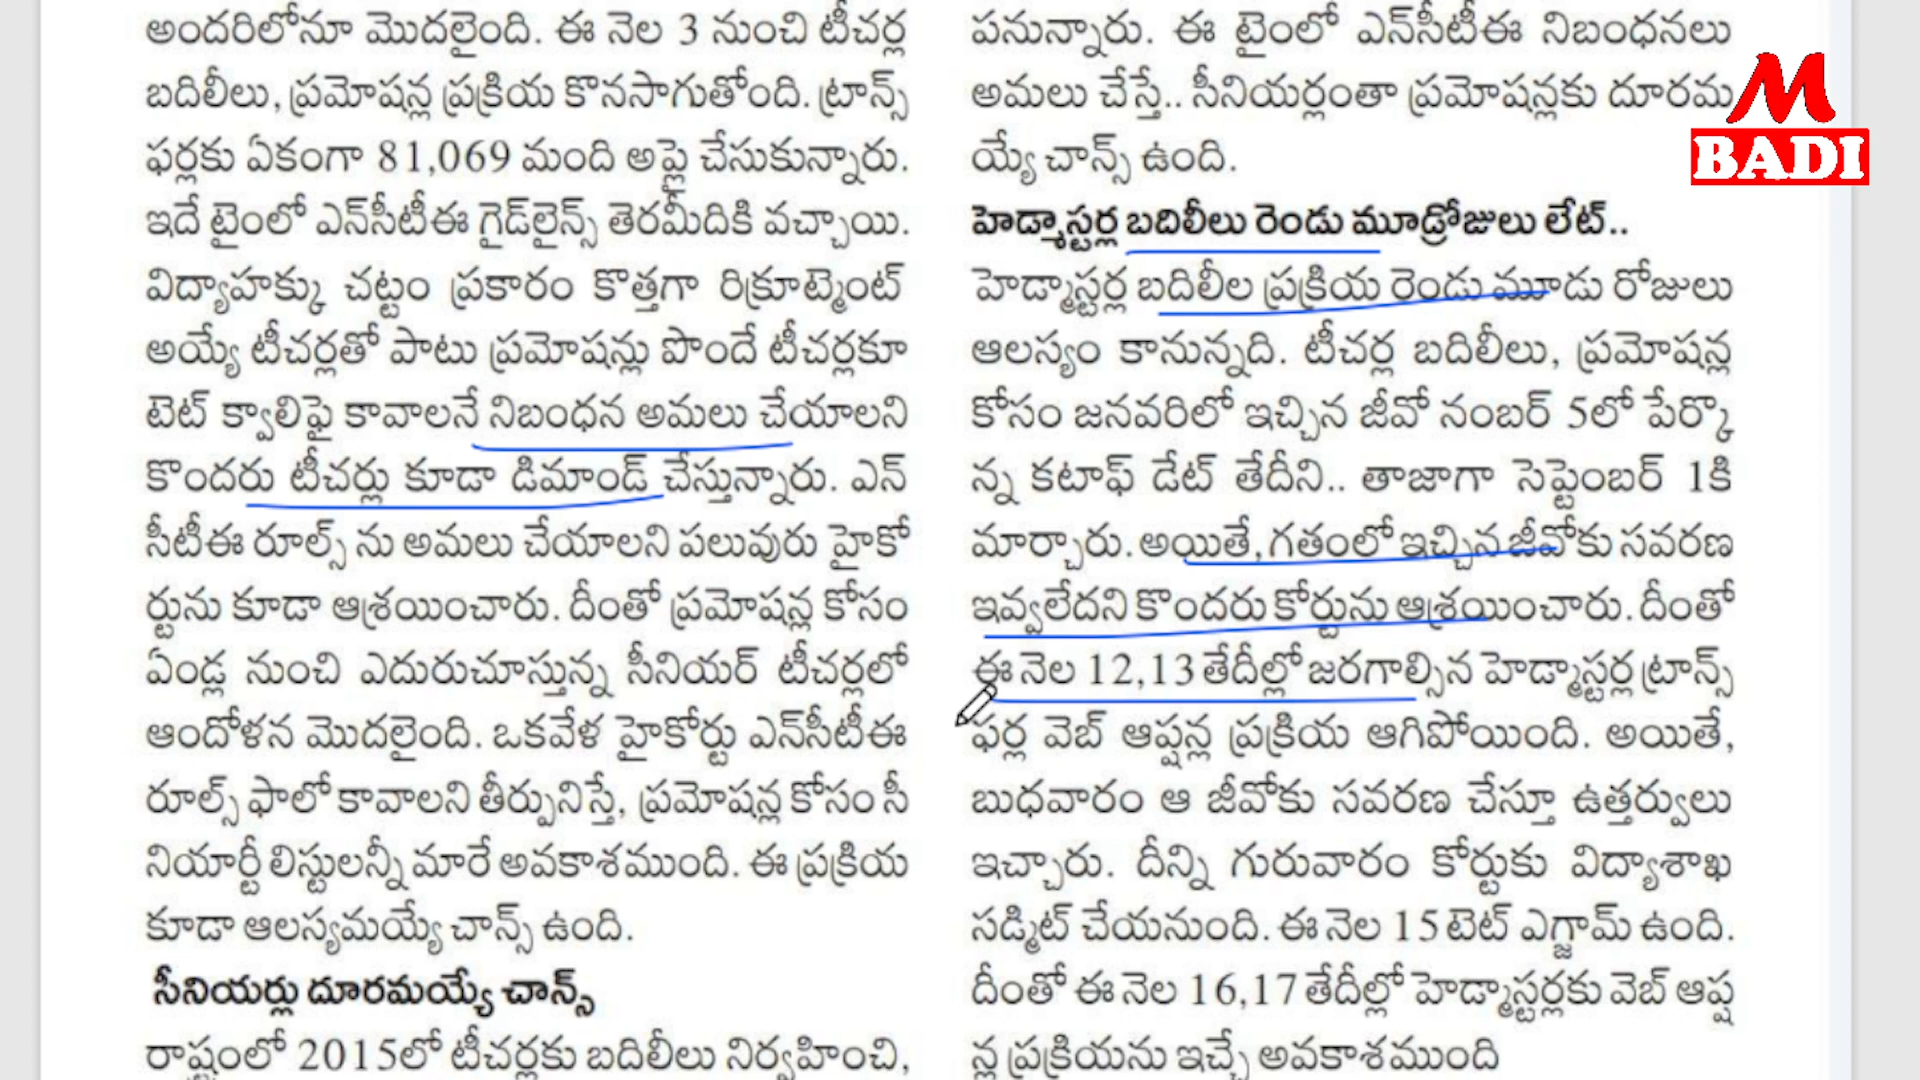 అందరిలోనూ మొదలైంది. ఈ నెల 3 నుంచి టీచర్ల
బదిలీలు, ప్రమోషన్ల ప్రక్రియ కొనసాగుతోంది. ట్రాన్స్
ఫర్లకు ఏకంగా 81,069 మంది అప్లై చేసుకున్నారు.
ఇదే టైంలో ఎన్‌సీటీఈ గైడ్‌లైన్స్ తెరమీదికి వచ్చాయి.
విద్యాహక్కు చట్టం ప్రకారం కొత్తగా రిక్రూట్మెంట్
అయ్యే టీచర్లతో పాటు ప్రమోషన్లు పొందే టీచర్లకూ
టెట్ క్వాలిఫై కావాలనే నిబంధన అమలు చేయాలని
కొందరు టీచర్లు కూడా డిమాండ్ చేస్తున్నారు. ఎన్
సీటీఈ రూల్స్ ను అమలు చేయాలని పలువురు హైకో
ర్టును కూడా ఆశ్రయించారు. దీంతో ప్రమోషన్ల కోసం
ఏండ్ల నుంచి ఎదురుచూస్తున్న సీనియర్ టీచర్లలో
ఆందోళన మొదలైంది. ఒకవేళ హైకోర్టు ఎన్‌సీటీఈ
రూల్స్ ఫాలో కావాలని తీర్పునిస్తే, ప్రమోషన్ల కోసం సీ
నియార్టీ లిస్టులన్నీ మారే అవకాశముంది. ఈ ప్రక్రియ
కూడా ఆలస్యమయ్యే చాన్స్ ఉంది.
సీనియర్లు దూరమయ్యే చాన్స్
రాష్ట్రంలో 2015లో టీచర్లకు బదిలీలు నిర్వహించి,
పనున్నారు. ఈ టైంలో ఎన్‌సీటీఈ నిబంధనలు
అమలు చేస్తే.. సీనియర్లంతా ప్రమోషన్లకు దూరమ
య్యే చాన్స్ ఉంది.
హెడ్మాస్టర్ల బదిలీలు రెండు మూడ్రోజులు లేట్..
హెడ్మాస్టర్ల బదిలీల ప్రక్రియ రెండు మూడు రోజులు
ఆలస్యం కానున్నది. టీచర్ల బదిలీలు, ప్రమోషన్ల
కోసం జనవరిలో ఇచ్చిన జీవో నంబర్ 5లో పేర్కొ
న్న కటాఫ్ డేట్ తేదీని.. తాజాగా సెప్టెంబర్ 1కి
మార్చారు. అయితే, గతంలో ఇచ్చిన జీవోకు సవరణ
ఇవ్వలేదని కొందరు కోర్టును ఆశ్రయించారు. దీంతో
ఈ నెల 12,13 తేదీల్లో జరగాల్సిన హెడ్మాస్టర్ల ట్రాన్స్
ఫర్ల వెబ్ ఆప్షన్ల ప్రక్రియ ఆగిపోయింది. అయితే,
బుధవారం ఆ జీవోకు సవరణ చేస్తూ ఉత్తర్వులు
ఇచ్చారు. దీన్ని గురువారం కోర్టుకు విద్యాశాఖ
సబ్మిట్ చేయనుంది. ఈ నెల 15 టెట్ ఎగ్జామ్ ఉంది.
దీంతో ఈ నెల 16,17 తేదీల్లో హెడ్మాస్టర్లకు వెబ్ ఆప్ష
న్ల ప్రక్రియను ఇచ్చే అవకాశముంది
M
BADI